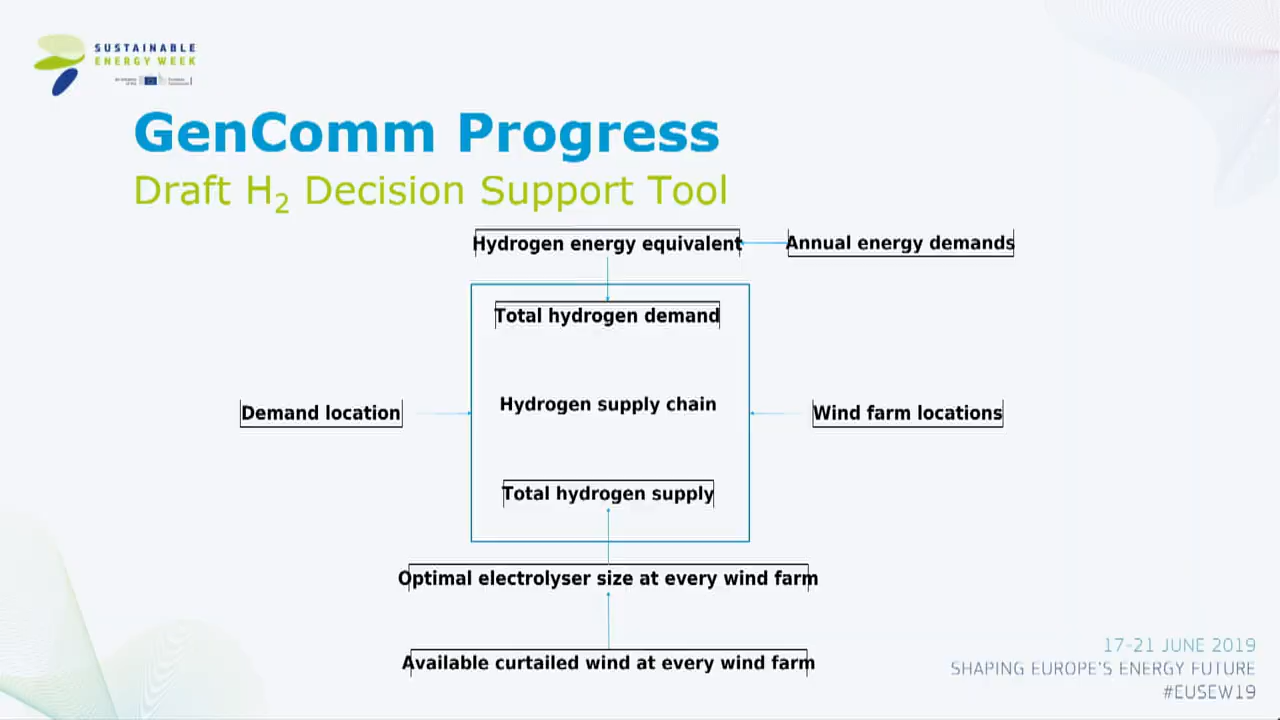 SUSTAINABLE
ENERGY WEEK
GenComm Progress
Draft H₂ Decision Support Tool
Hydrogen energy equivalent
Annual energy demands
Total hydrogen demand
Demand location
Hydrogen supply chain
Wind farm locations
Total hydrogen supply
Optimal electrolyser size at every wind farm
Available curtailed wind at every wind farm
17-21 JUNE 2019
SHAPING EUROPE'S ENERGY FUTURE
#EUSEW19